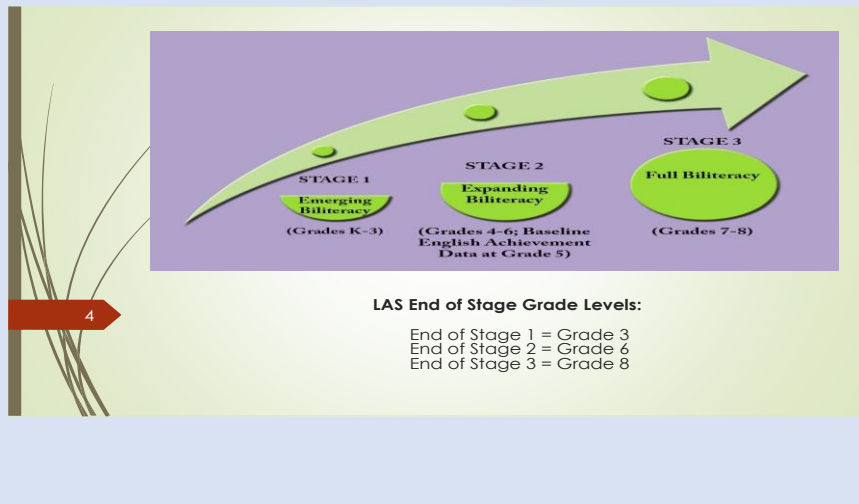 STAGE 1
Emerging
Biliteracy
(Grades K-3)
STAGE 2
Expanding
Biliteracy
(Grades 4-6; Baseline
English Achievement
Data at Grade 5)
STAGE 3
Full Biliteracy
(Grades 7-8)
4
LAS End of Stage Grade Levels:
End of Stage 1 = Grade 3
End of Stage 2 = Grade 6
End of Stage 3 = Grade 8